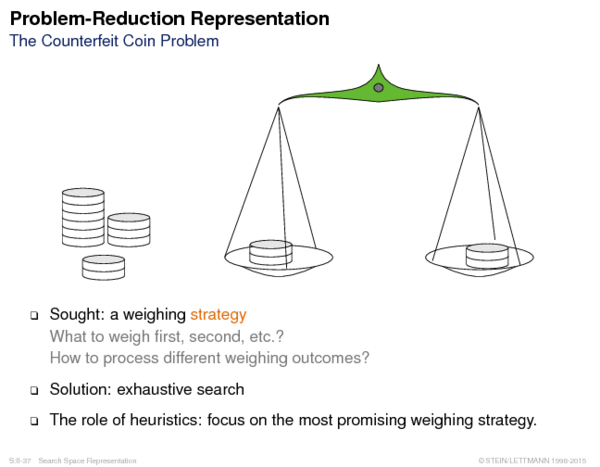 Problem-Reduction Representation
The Counterfeit Coin Problem
❑ Sought: a weighing strategy
What to weigh first, second, etc.?
How to process different weighing outcomes?
❑ Solution: exhaustive search
❑ The role of heuristics: focus on the most promising weighing strategy.
S:II-37 Search Space Representation
© STEIN/LETTMANN 1998-2015